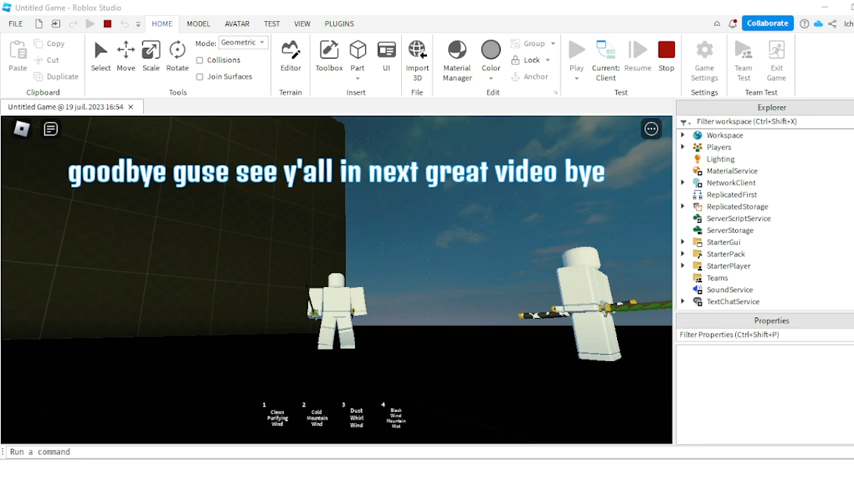 Untitled Game - Roblox Studio
FILE HOME MODEL AVATAR TEST VIEW PLUGINS Collaborate
Paste Copy Cut Duplicate Select Move Scale Rotate Mode: Geometric Collisions Join Surfaces Editor Toolbox Part UI Import 3D Material Manager Color Group Lock Anchor Play Current: Client Resume Stop Game Settings Team Test Exit Game
Clipboard Tools Terrain Insert File Edit Test Settings Team Test
Untitled Game @ 19 juil. 2023 16:54
goodbye guse see y'all in next great video bye
1 Clean Purifying Wind
2 Cold Mountain Wind
3 Dust Whirl Wind
4 Black Wind Mountain Mist
Explorer
Filter workspace (Ctrl+Shift+X)
Workspace
Players
Lighting
MaterialService
NetworkClient
ReplicatedFirst
ReplicatedStorage
ServerScriptService
ServerStorage
StarterGui
StarterPack
StarterPlayer
Teams
SoundService
TextChatService
Properties
Filter Properties (Ctrl+Shift+P)
Run a command